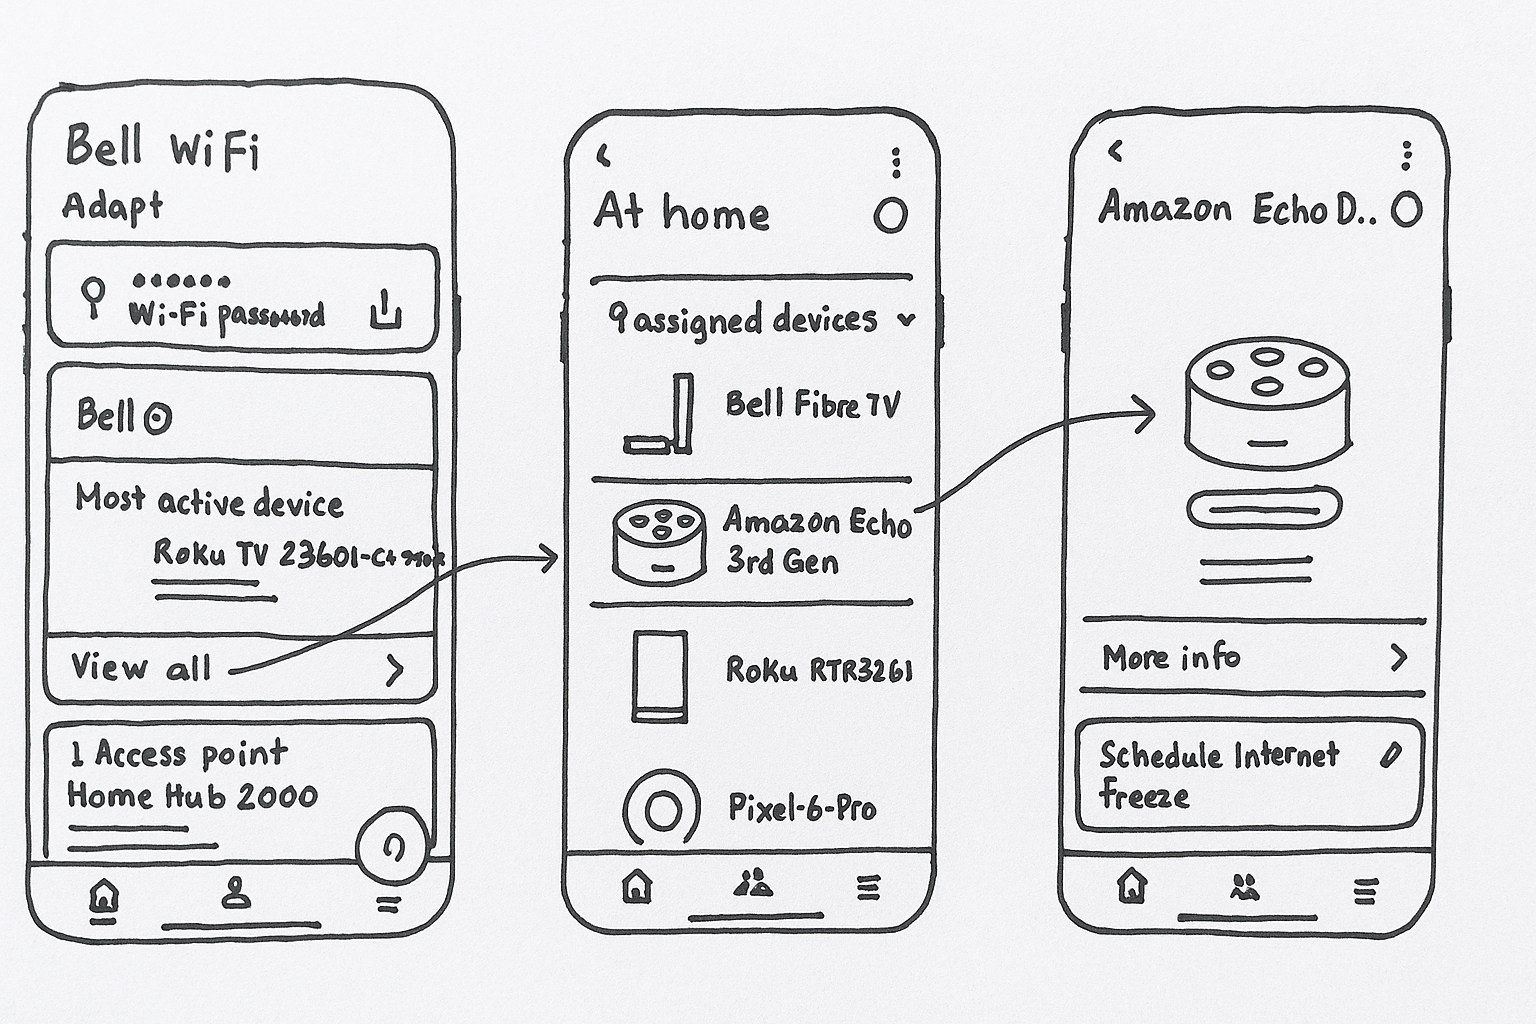 Bell WiFi
Adapt
Wi-Fi password
Bell
Most active device
Roku TV 23601-C
View all
1 Access point
Home Hub 2000
At home
9 assigned devices
Bell Fibre TV
Amazon Echo
3rd Gen
Roku RTR3261
Pixel-6-Pro
Amazon Echo D..
More info
Schedule Internet
freeze